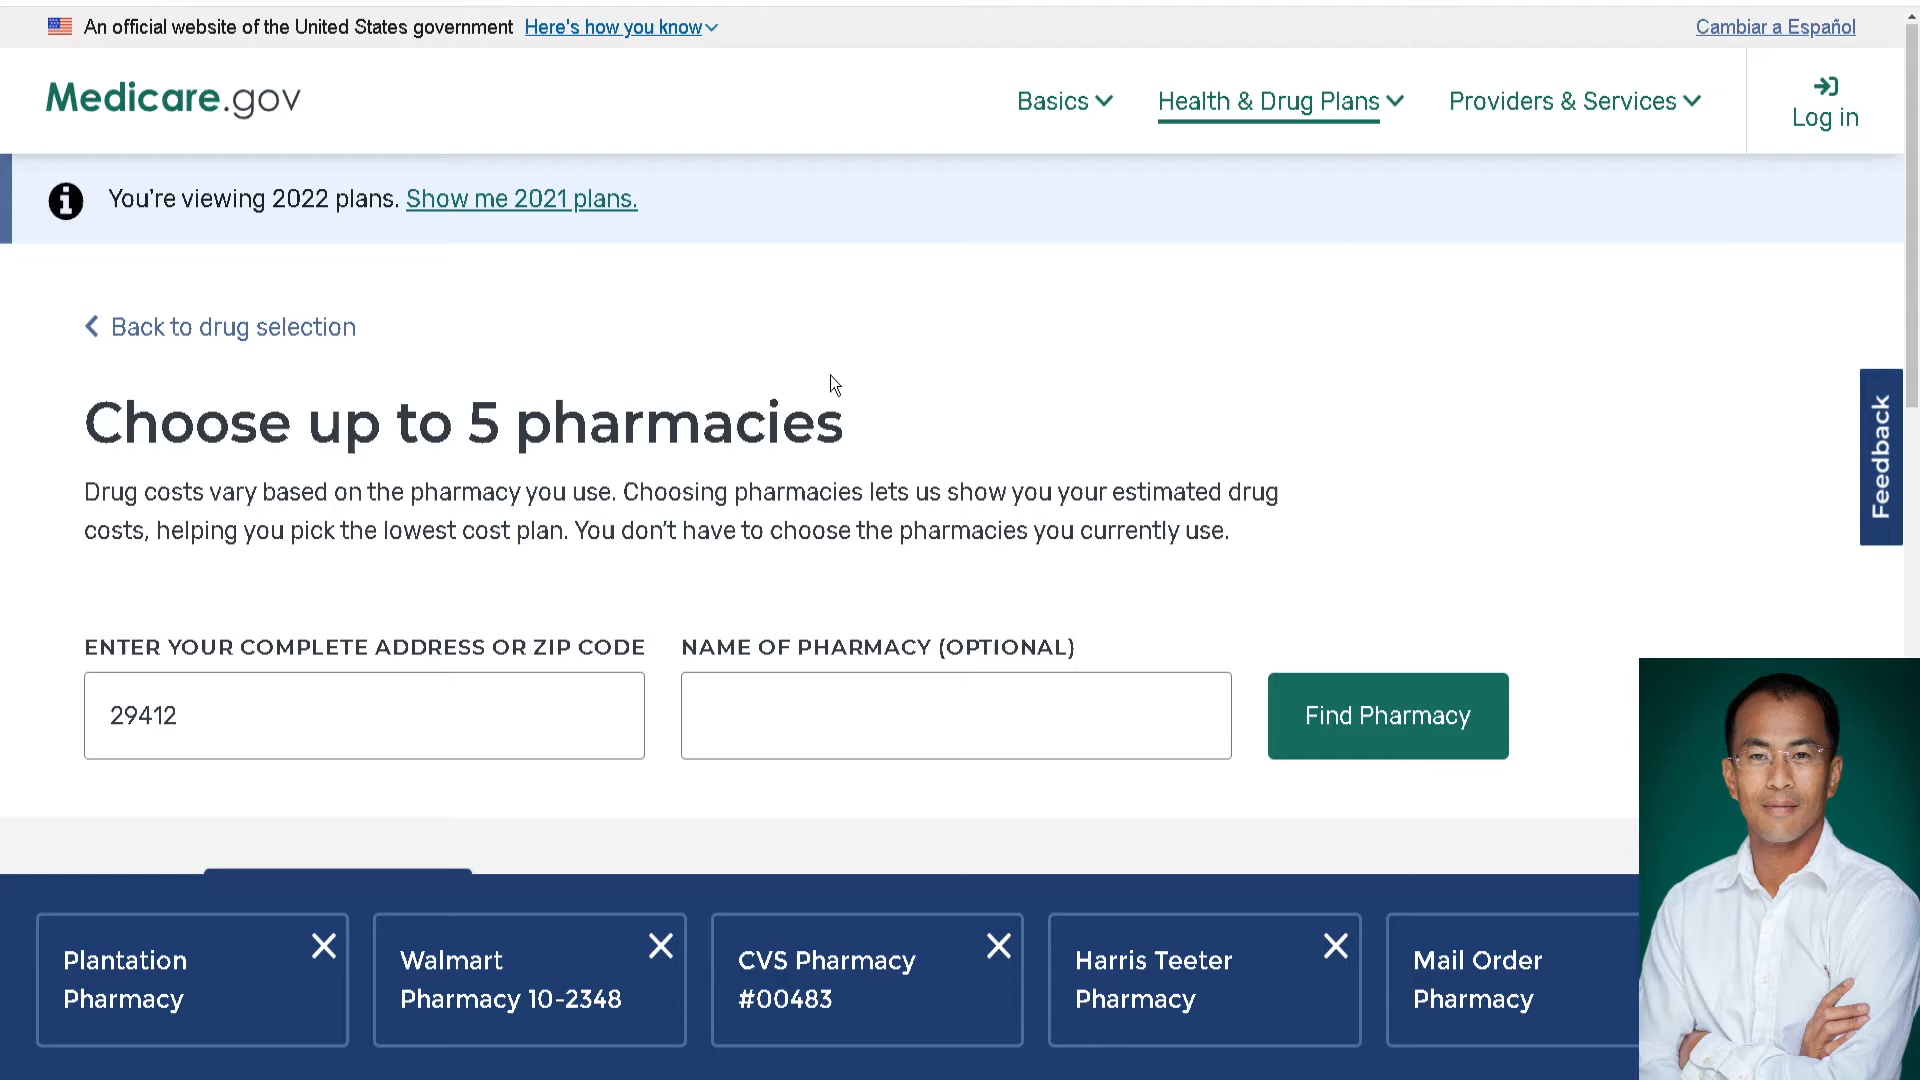 An official website of the United States government Here's how you know
Cambiar a Español
Medicare.gov
Basics
Health & Drug Plans
Providers & Services
Log in
You're viewing 2022 plans. Show me 2021 plans.
Back to drug selection
Choose up to 5 pharmacies
Drug costs vary based on the pharmacy you use. Choosing pharmacies lets us show you your estimated drug
costs, helping you pick the lowest cost plan. You don't have to choose the pharmacies you currently use.
Feedback
ENTER YOUR COMPLETE ADDRESS OR ZIP CODE
29412
NAME OF PHARMACY (OPTIONAL)
Find Pharmacy
Plantation
Pharmacy
Walmart
Pharmacy 10-2348
CVS Pharmacy
#00483
Harris Teeter
Pharmacy
Mail Order
Pharmacy